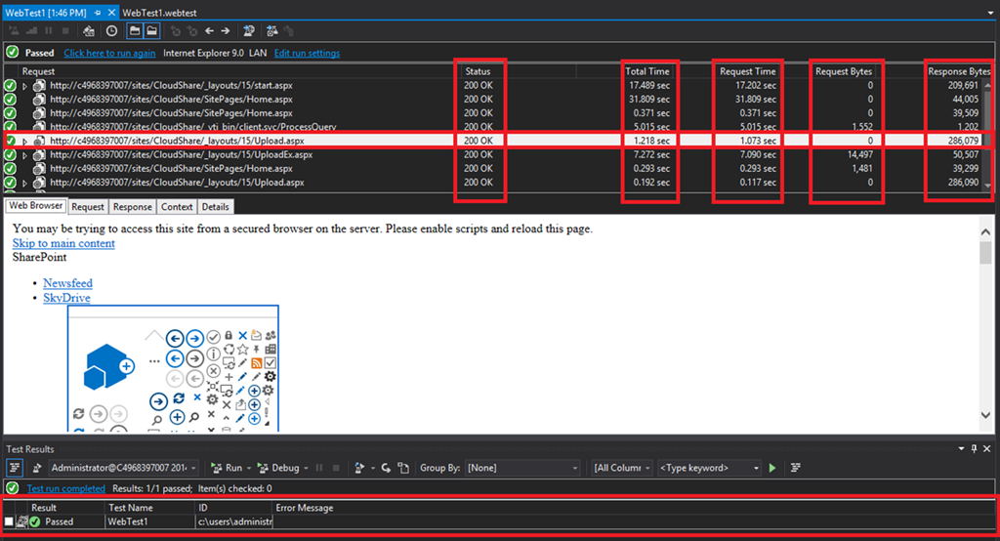 WebTest1 [1:46 PM] WebTest1.webtest
Passed Click here to run again Internet Explorer 9.0 LAN Edit run settings
Request Status Total Time Request Time Request Bytes Response Bytes
http://c4968397007/sites/CloudShare/_layouts/15/start.aspx 200 OK 17.489 sec 17.202 sec 0 209,691
http://c4968397007/sites/CloudShare/SitePages/Home.aspx 200 OK 31.809 sec 31.809 sec 0 44,005
http://c4968397007/sites/CloudShare/SitePages/Home.aspx 200 OK 0.371 sec 0.371 sec 0 39,509
http://c4968397007/sites/CloudShare/_vti_bin/client.svc/ProcessQuery 200 OK 5.015 sec 5.015 sec 1,552 1,202
http://c4968397007/sites/CloudShare/_layouts/15/Upload.aspx 200 OK 1.218 sec 1.073 sec 0 286,079
http://c4968397007/sites/CloudShare/_layouts/15/UploadEx.aspx 200 OK 7.272 sec 7.090 sec 14,497 50,507
http://c4968397007/sites/CloudShare/SitePages/Home.aspx 200 OK 0.293 sec 0.293 sec 1,481 39,299
http://c4968397007/sites/CloudShare/_layouts/15/Upload.aspx 200 OK 0.192 sec 0.117 sec 0 286,090
Web Browser Request Response Context Details
You may be trying to access this site from a secured browser on the server. Please enable scripts and reload this page.
Skip to main content
SharePoint
• Newsfeed
• SkyDrive
Test Results
Administrator@C4968397007 2014 Run Debug Group By: [None] [All Column <Type keyword>
Test run completed Results: 1/1 passed; Item(s) checked: 0
Result Test Name ID Error Message
Passed WebTest1 c:\users\administr